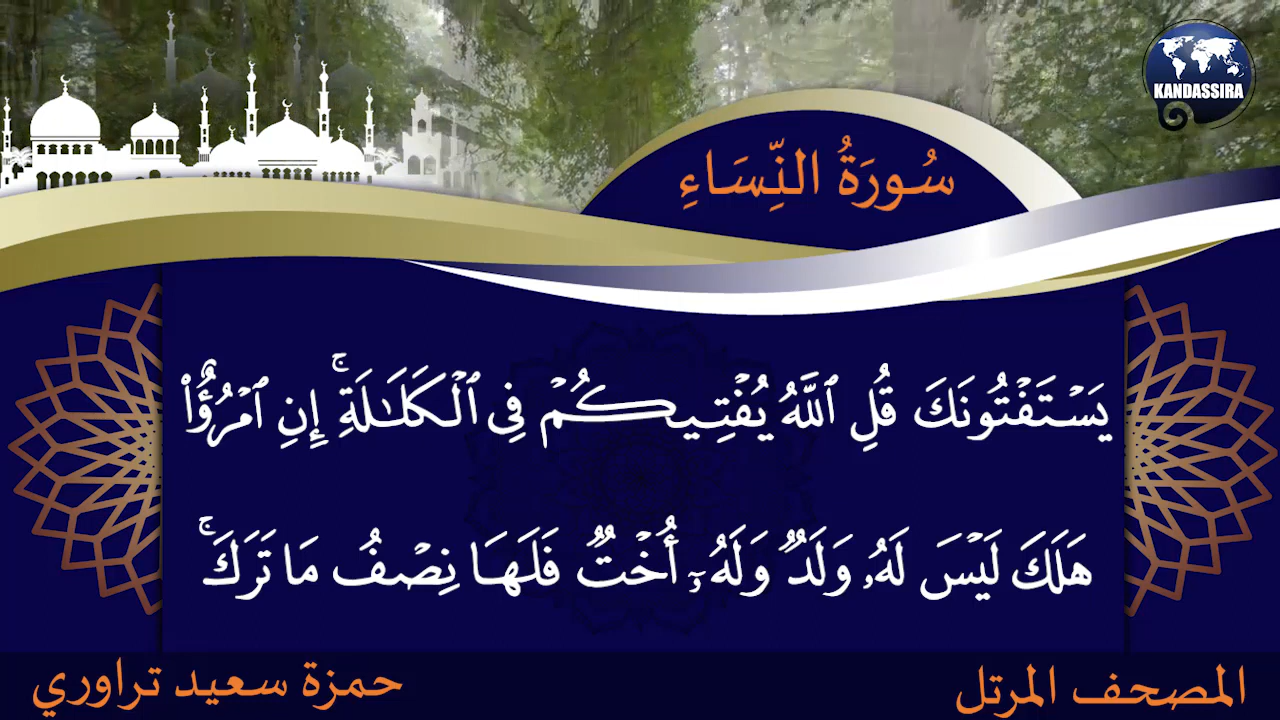 KANDASSIRA
سُورَةُ النِّسَاءِ
يَسْتَفْتُونَكَ قُلِ ٱللَّهُ يُفْتِيكُمْ فِى ٱلْكَلَـٰلَةِ ۚ إِنِ ٱمْرُؤٌا۟
هَلَكَ لَيْسَ لَهُۥ وَلَدٌ وَلَهُۥٓ أُخْتٌ فَلَهَا نِصْفُ مَا تَرَكَ ۚ
المصحف المرتل
حمزة سعيد تراوري